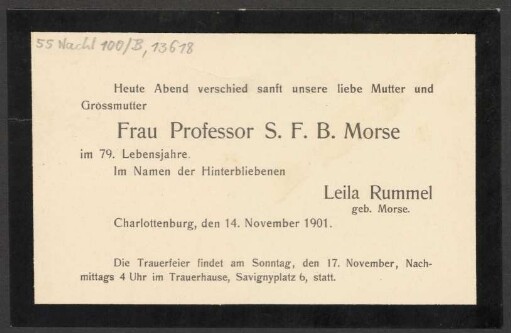 55 Nachl 100/B, 13618
Heute Abend verschied sanft unsere liebe Mutter und
Grossmutter
Frau Professor S. F. B. Morse
im 79. Lebensjahre.
Im Namen der Hinterbliebenen
Leila Rummel
geb. Morse.
Charlottenburg, den 14. November 1901.
Die Trauerfeier findet am Sonntag, den 17. November, Nach-
mittags 4 Uhr im Trauerhause, Savignyplatz 6, statt.